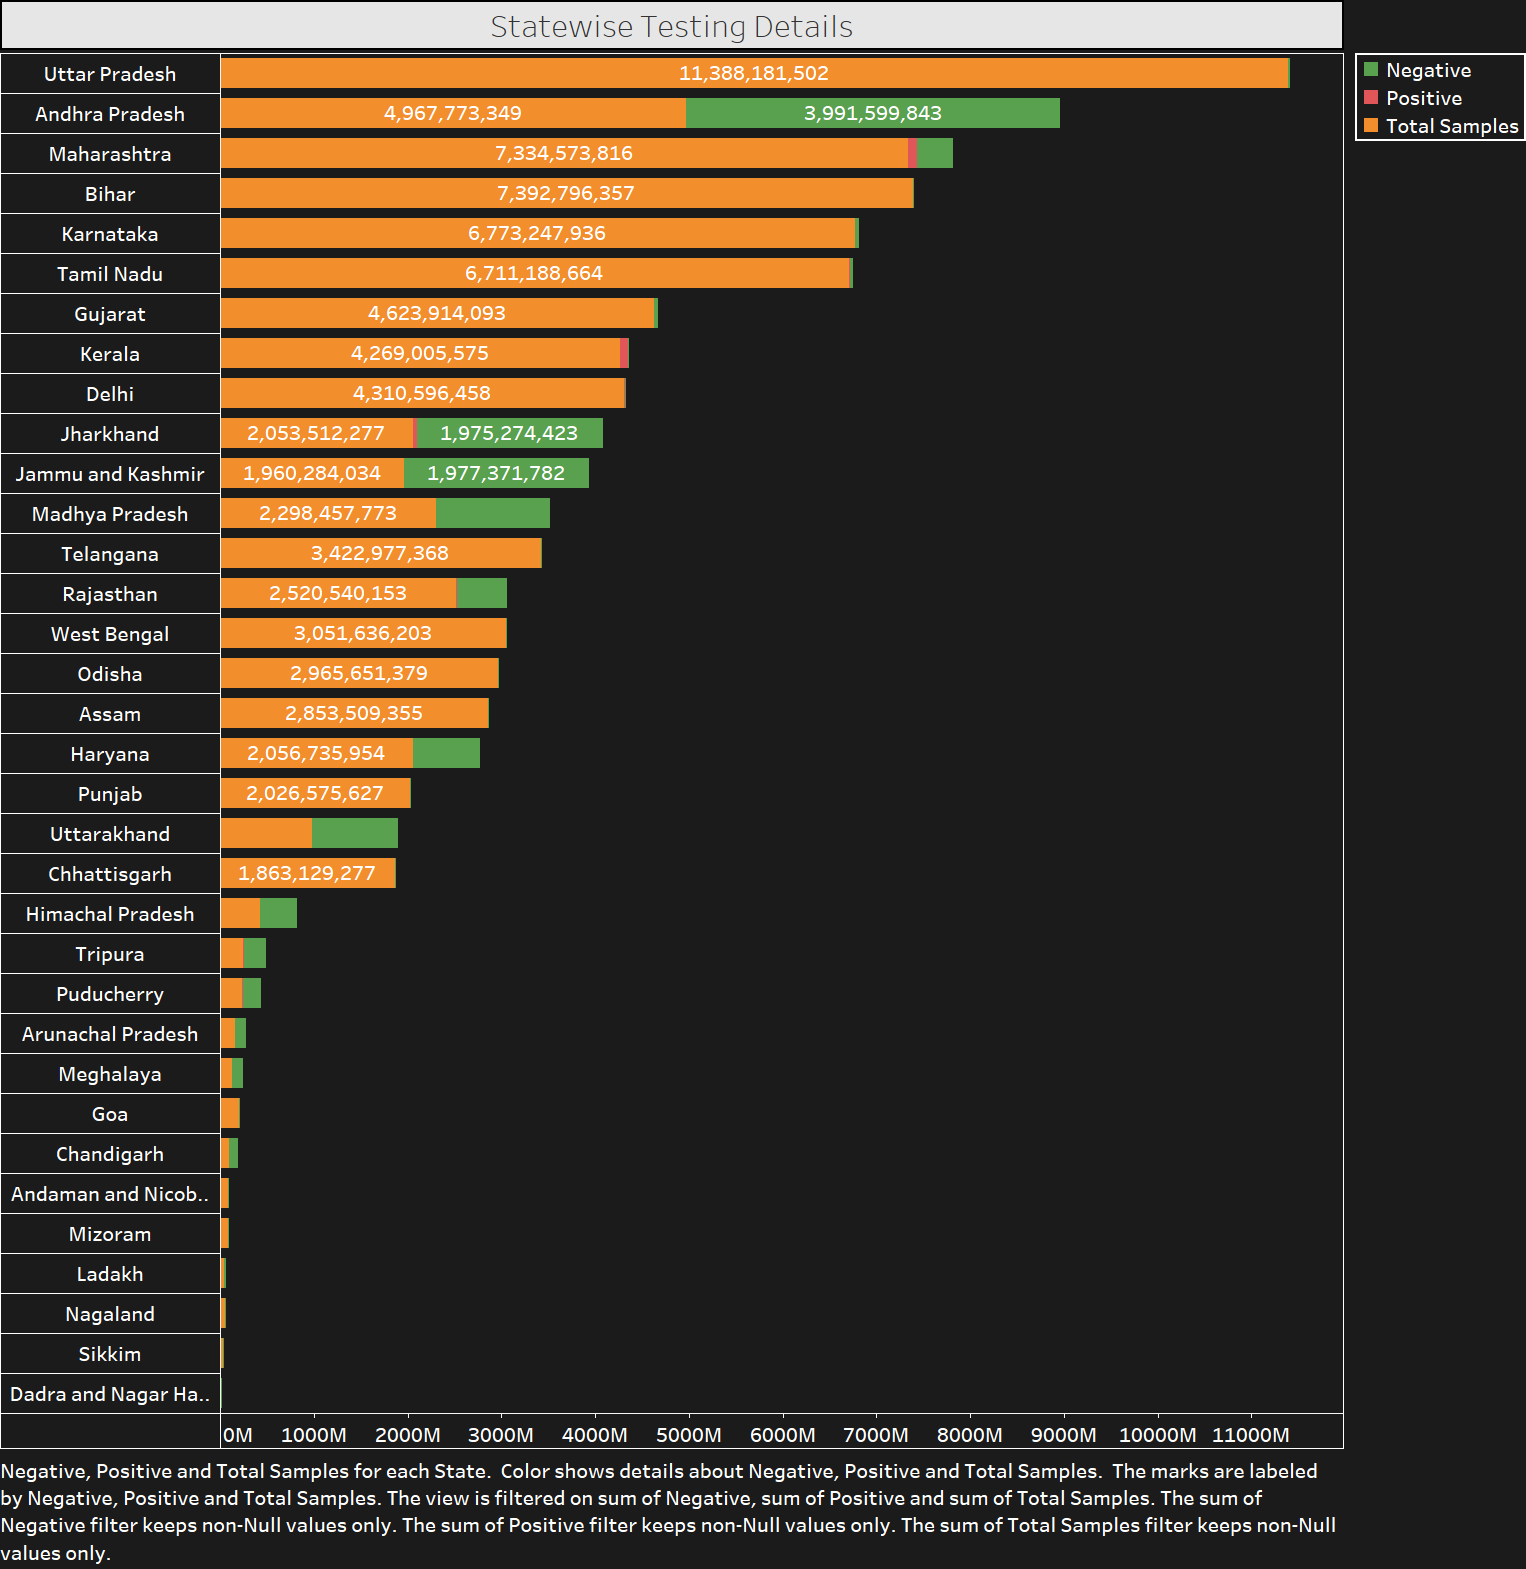 Statewise Testing Details
Negative
Positive
Total Samples
Uttar Pradesh 11,388,181,502
Andhra Pradesh 4,967,773,349 3,991,599,843
Maharashtra 7,334,573,816
Bihar 7,392,796,357
Karnataka 6,773,247,936
Tamil Nadu 6,711,188,664
Gujarat 4,623,914,093
Kerala 4,269,005,575
Delhi 4,310,596,458
Jharkhand 2,053,512,277 1,975,274,423
Jammu and Kashmir 1,960,284,034 1,977,371,782
Madhya Pradesh 2,298,457,773
Telangana 3,422,977,368
Rajasthan 2,520,540,153
West Bengal 3,051,636,203
Odisha 2,965,651,379
Assam 2,853,509,355
Haryana 2,056,735,954
Punjab 2,026,575,627
Uttarakhand
Chhattisgarh 1,863,129,277
Himachal Pradesh
Tripura
Puducherry
Arunachal Pradesh
Meghalaya
Goa
Chandigarh
Andaman and Nicob..
Mizoram
Ladakh
Nagaland
Sikkim
Dadra and Nagar Ha..
0M 1000M 2000M 3000M 4000M 5000M 6000M 7000M 8000M 9000M 10000M 11000M
Negative, Positive and Total Samples for each State.  Color shows details about Negative, Positive and Total Samples.  The marks are labeled
by Negative, Positive and Total Samples. The view is filtered on sum of Negative, sum of Positive and sum of Total Samples. The sum of
Negative filter keeps non-Null values only. The sum of Positive filter keeps non-Null values only. The sum of Total Samples filter keeps non-Null
values only.